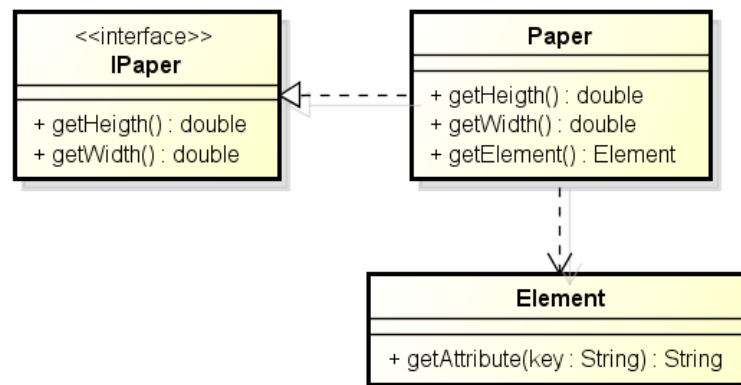 <<interface>>
IPaper
+ getHeigth() : double
+ getWidth() : double
Paper
+ getHeigth() : double
+ getWidth() : double
+ getElement() : Element
Element
+ getAttribute(key : String) : String